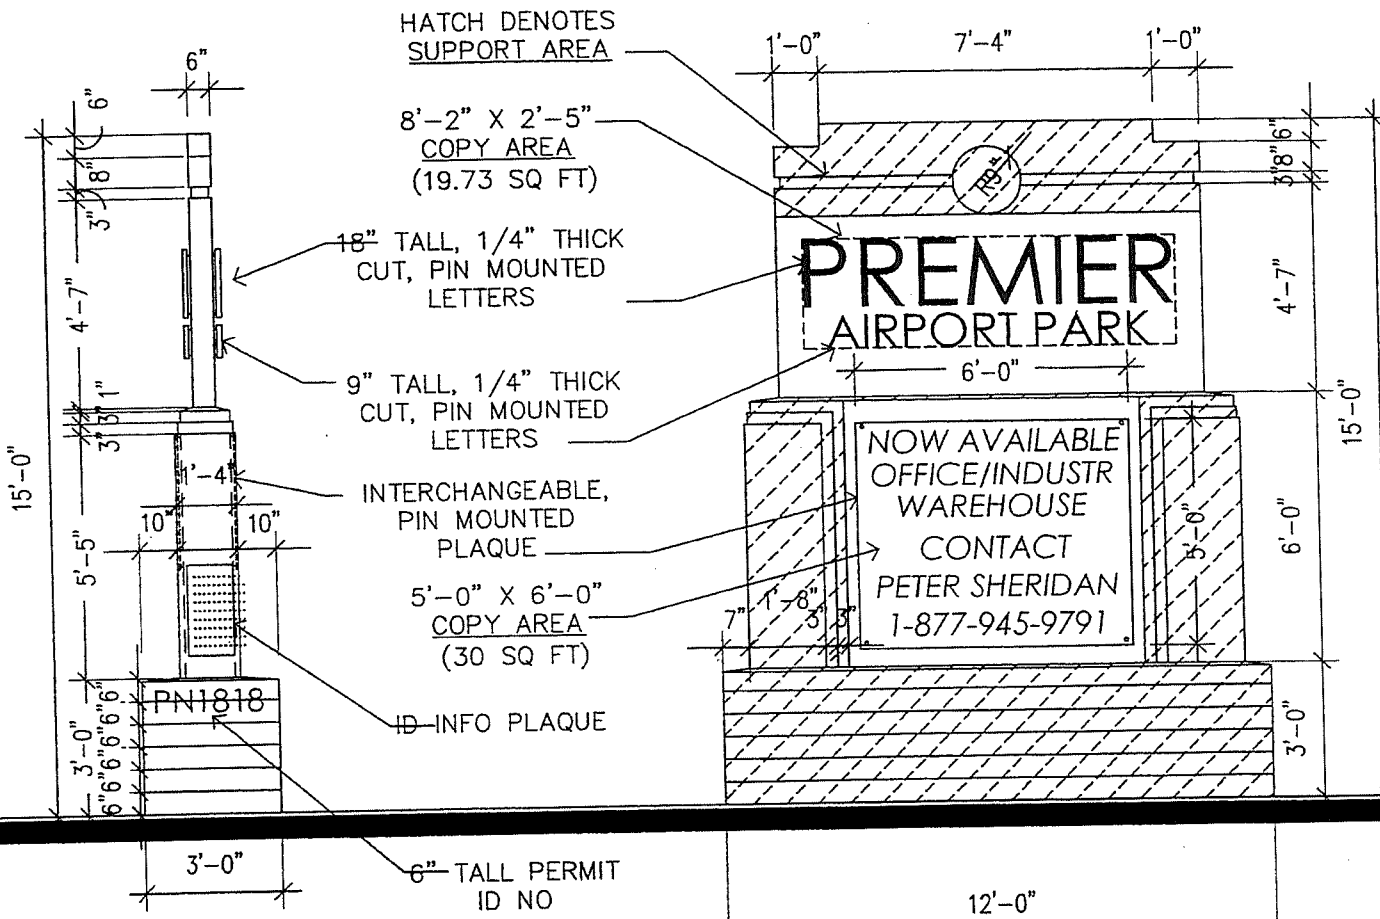 HATCH DENOTES
SUPPORT AREA
8'-2" X 2'-5"
COPY AREA
(19.73 SQ FT)
18" TALL, 1/4" THICK
CUT, PIN MOUNTED
LETTERS
9" TALL, 1/4" THICK
CUT, PIN MOUNTED
LETTERS
INTERCHANGEABLE,
PIN MOUNTED
PLAQUE
5'-0" X 6'-0"
COPY AREA
(30 SQ FT)
ID INFO PLAQUE
6" TALL PERMIT
ID NO
6"
6"
8"
3"
4'-7"
1"
3"
3"
15'-0"
1'-4"
10"
10"
5'-5"
PN1818
3'-0"
6"
6"
6"
6"
6"
6"
3'-0"
1'-0"
7'-4"
1'-0"
6"
8"
3"
R9"
PREMIER
AIRPORT PARK
4'-7"
6'-0"
15'-0"
NOW AVAILABLE
OFFICE/INDUSTR
WAREHOUSE
CONTACT
PETER SHERIDAN
1-877-945-9791
5'-0"
6'-0"
7"
1'-8"
3"
3"
3'-0"
12'-0"